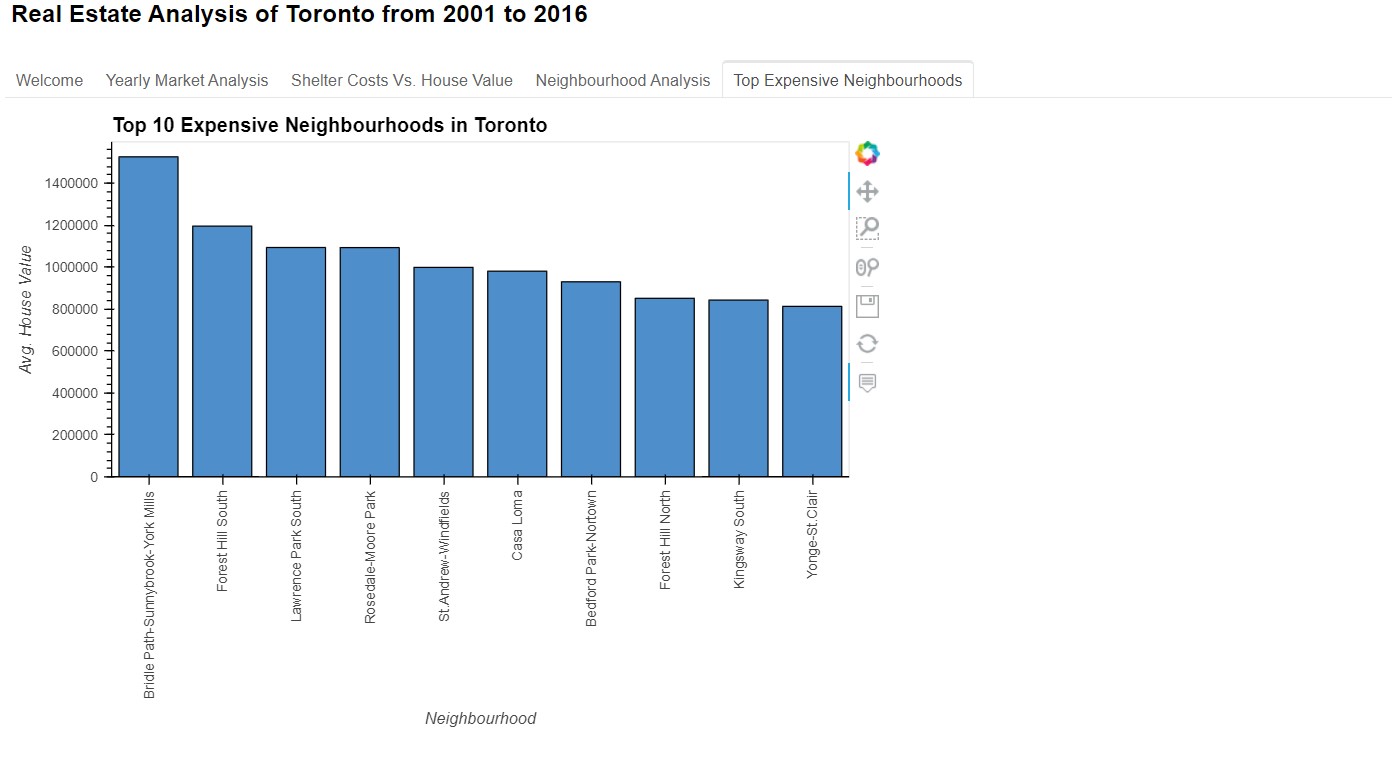 Real Estate Analysis of Toronto from 2001 to 2016
Welcome
Yearly Market Analysis
Shelter Costs Vs. House Value
Neighbourhood Analysis
Top Expensive Neighbourhoods
Top 10 Expensive Neighbourhoods in Toronto
Avg. House Value
1400000
1200000
1000000
800000
600000
400000
200000
0
Bridle Path-Sunnybrook-York Mills
Forest Hill South
Lawrence Park South
Rosedale-Moore Park
St.Andrew-Windfields
Casa Loma
Bedford Park-Nortown
Forest Hill North
Kingsway South
Yonge-St.Clair
Neighbourhood